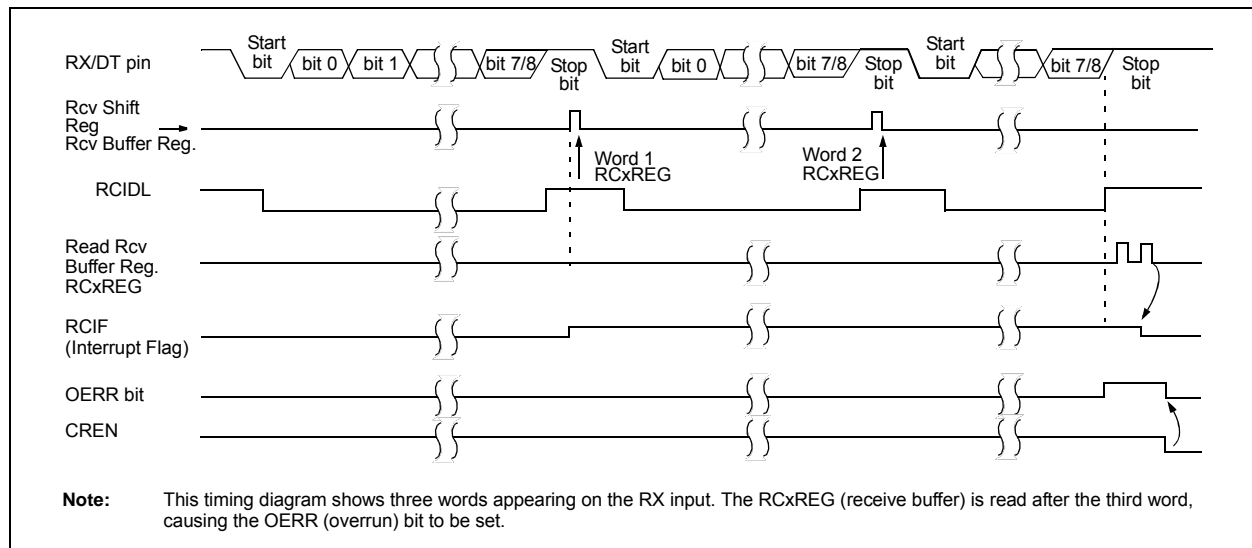 RX/DT pin
Start
bit
bit 0
bit 1
bit 7/8
Stop
bit
Start
bit
bit 0
bit 7/8
Stop
bit
Start
bit
bit 7/8
Stop
bit
Rcv Shift
Reg
Rcv Buffer Reg.
Word 1
RCxREG
Word 2
RCxREG
RCIDL
Read Rcv
Buffer Reg.
RCxREG
RCIF
(Interrupt Flag)
OERR bit
CREN
Note: This timing diagram shows three words appearing on the RX input. The RCxREG (receive buffer) is read after the third word,
causing the OERR (overrun) bit to be set.